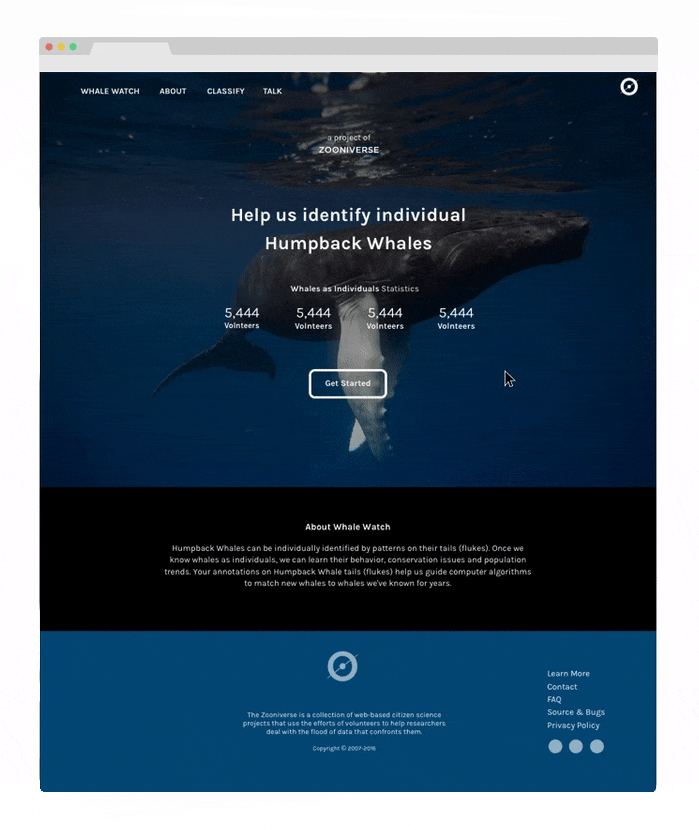 WHALE WATCH ABOUT CLASSIFY TALK
a project of
ZOONIVERSE
Help us identify individual
Humpback Whales
Whales as Individuals Statistics
5,444 5,444 5,444 5,444
Volnteers Volnteers Volnteers Volnteers
Get Started
About Whale Watch
Humpback Whales can be individually identified by patterns on their tails (flukes). Once we
know whales as individuals, we can learn their behavior, conservation issues and population
trends. Your annotations on Humpback Whale tails (flukes) help us guide computer algorithms
to match new whales to whales we've known for years.
The Zooniverse is a collection of web-based citizen science
projects that use the efforts of volunteers to help researchers
deal with the flood of data that confronts them.
Copyright © 2007-2016
Learn More
Contact
FAQ
Source & Bugs
Privacy Policy